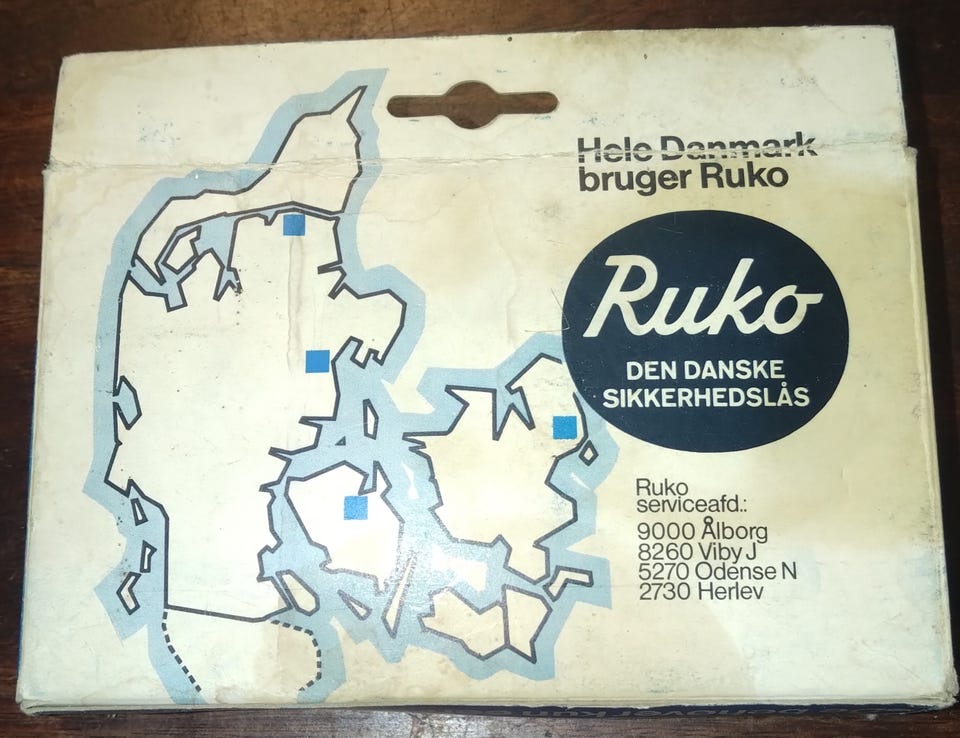 Hele Danmark
bruger Ruko
Ruko
DEN DANSKE
SIKKERHEDSLÅS
Ruko
serviceafd.:
9000 Ålborg
8260 Viby J
5270 Odense N
2730 Herlev